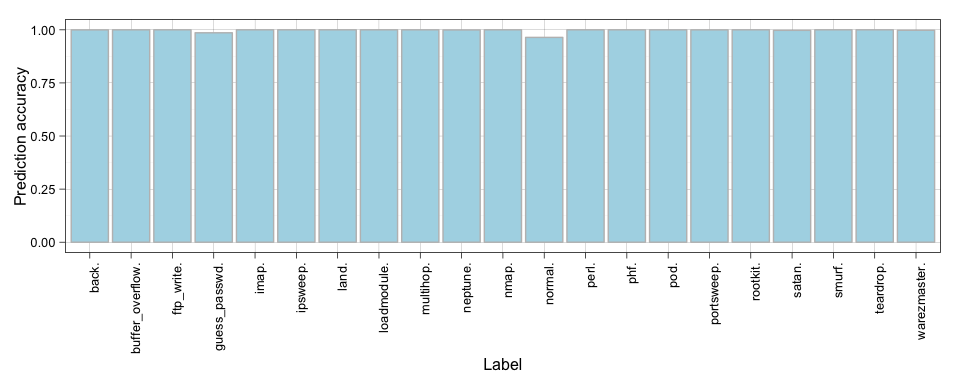 Prediction accuracy
1.00
0.75
0.50
0.25
0.00
back.
buffer_overflow.
ftp_write.
guess_passwd.
imap.
ipsweep.
land.
loadmodule.
multihop.
neptune.
nmap.
normal.
perl.
phf.
pod.
portsweep.
rootkit.
satan.
smurf.
teardrop.
warezmaster.
Label